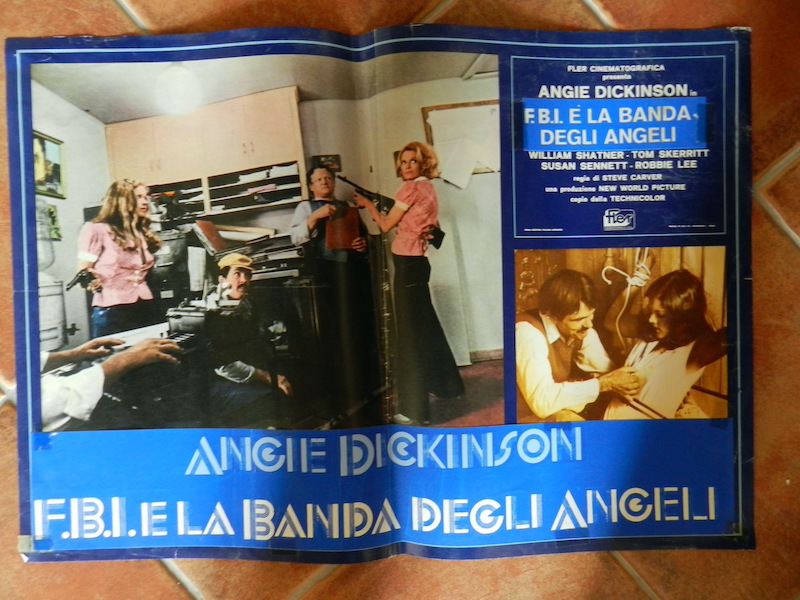 FLER CINEMATOGRAFICA
presenta
ANGIE DICKINSON in
F.B.I. E LA BANDA
DEGLI ANGELI
WILLIAM SHATNER - TOM SKERRITT
SUSAN SENNETT - ROBBIE LEE
regia di STEVE CARVER
una produzione NEW WORLD PICTURE
copie della TECHNICOLOR
fler
ANGIE DICKINSON
F.B.I. E LA BANDA DEGLI ANGELI